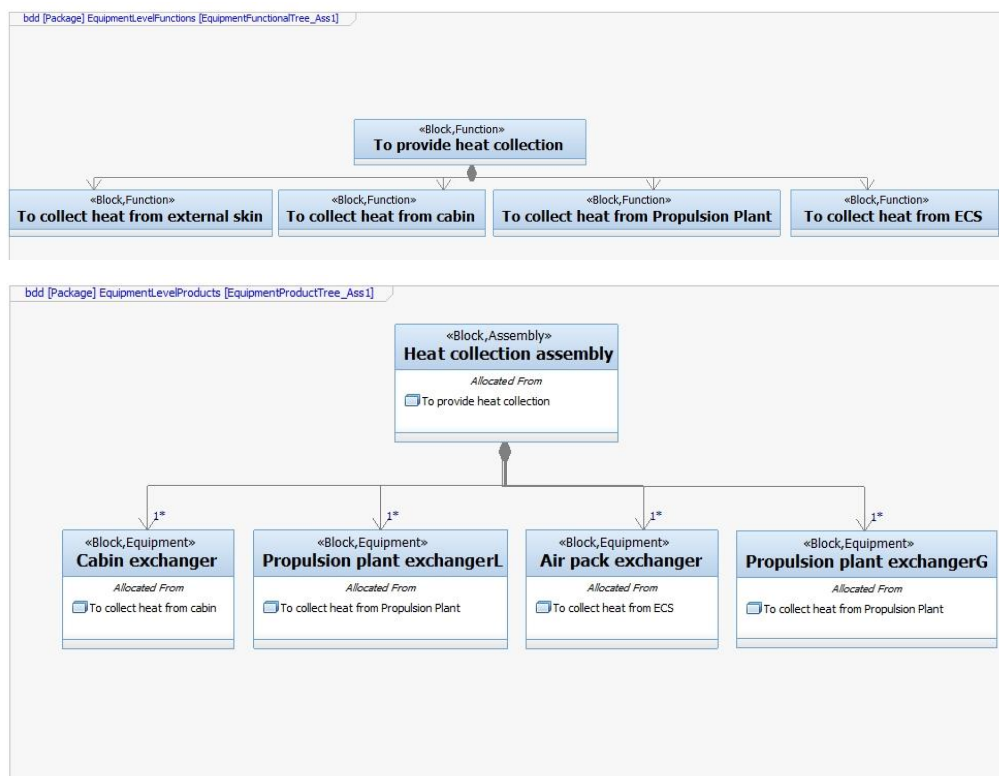 bdd [Package] EquipmentLevelFunctions [EquipmentFunctionalTree_Ass1]
«Block,Function»
To provide heat collection
«Block,Function»
To collect heat from external skin
«Block,Function»
To collect heat from cabin
«Block,Function»
To collect heat from Propulsion Plant
«Block,Function»
To collect heat from ECS
bdd [Package] EquipmentLevelProducts [EquipmentProductTree_Ass1]
«Block,Assembly»
Heat collection assembly
Allocated From
To provide heat collection
1*
«Block,Equipment»
Cabin exchanger
Allocated From
To collect heat from cabin
1*
«Block,Equipment»
Propulsion plant exchangerL
Allocated From
To collect heat from Propulsion Plant
1*
«Block,Equipment»
Air pack exchanger
Allocated From
To collect heat from ECS
1*
«Block,Equipment»
Propulsion plant exchangerG
Allocated From
To collect heat from Propulsion Plant